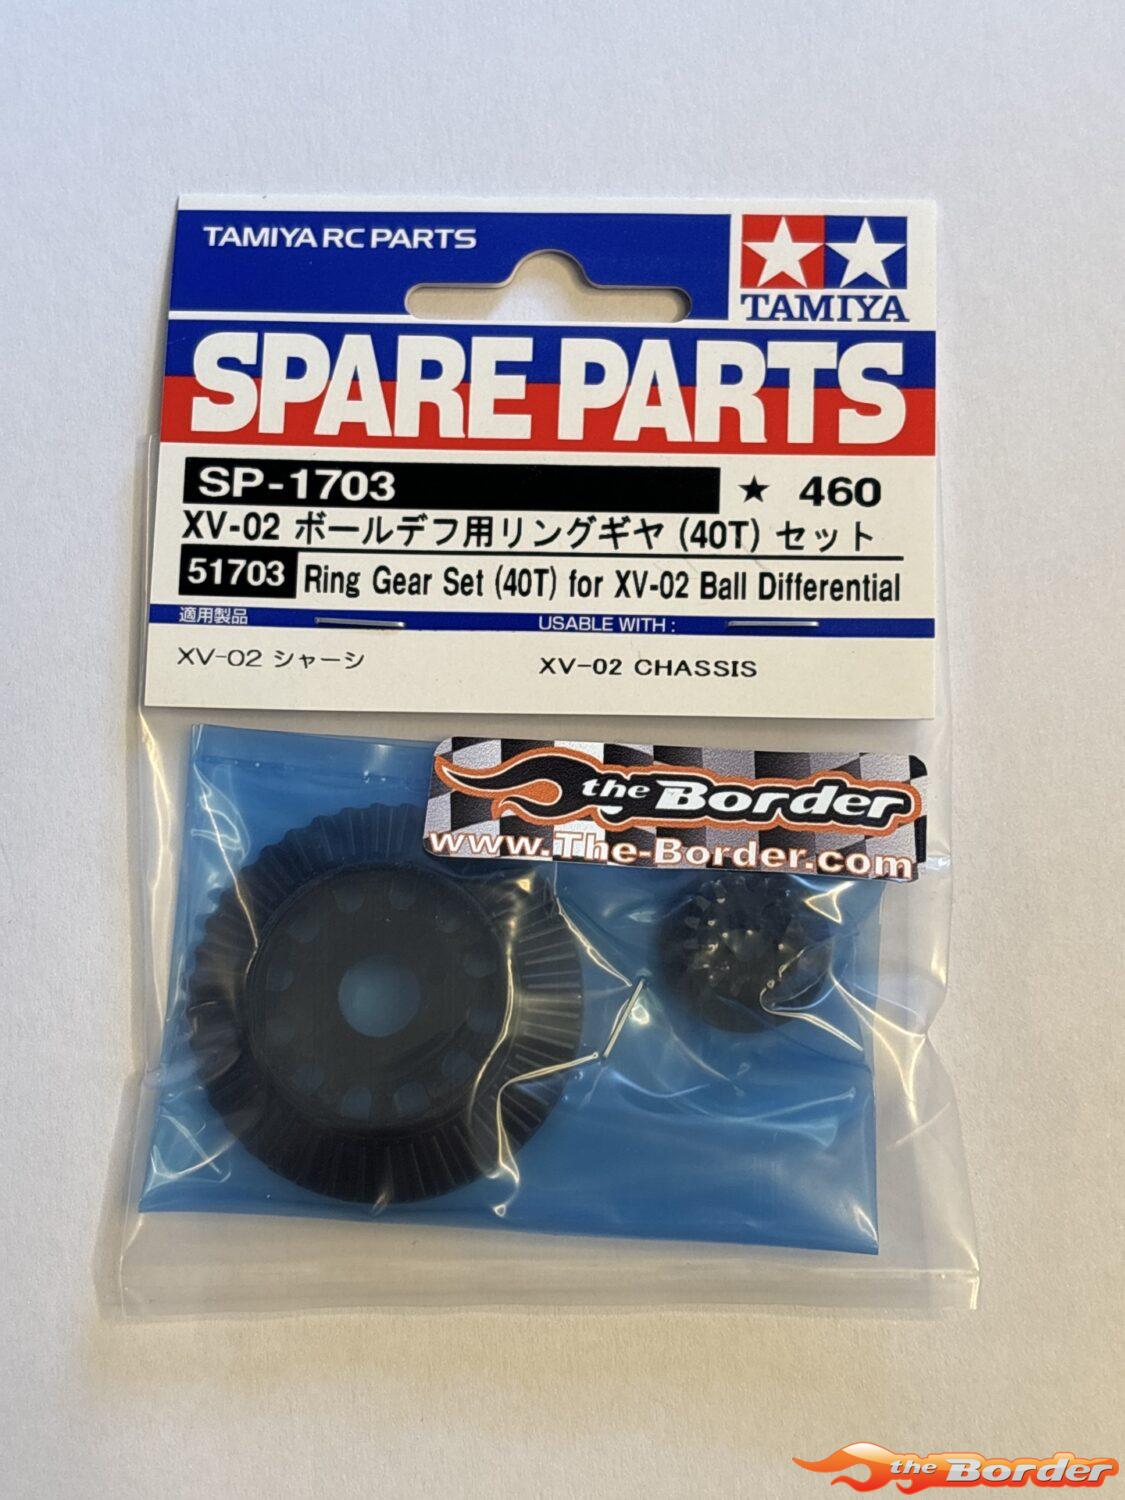 TAMIYA RC PARTS
TAMIYA
SPARE PARTS
SP-1703 ★ 460
XV-02 ボールデフ用リングギヤ (40T) セット
51703 Ring Gear Set (40T) for XV-02 Ball Differential
適用製品 USABLE WITH :
XV-02 シャーシ XV-02 CHASSIS
the Border
www.The-Border.com
the Border